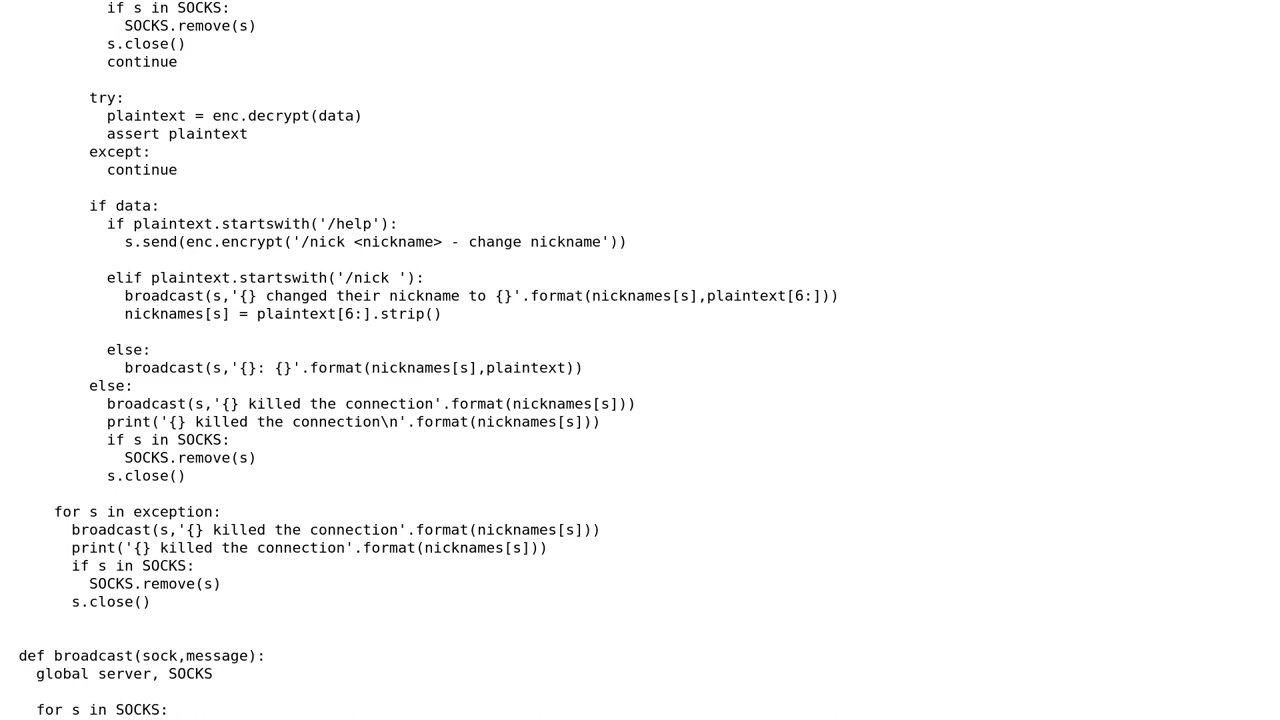 if s in SOCKS:
SOCKS.remove(s)
s.close()
continue
try:
plaintext = enc.decrypt(data)
assert plaintext
except:
continue
if data:
if plaintext.startswith('/help'):
s.send(enc.encrypt('/nick <nickname> - change nickname'))
elif plaintext.startswith('/nick '):
broadcast(s,'{} changed their nickname to {}'.format(nicknames[s],plaintext[6:]))
nicknames[s] = plaintext[6:].strip()
else:
broadcast(s,'{}: {}'.format(nicknames[s],plaintext))
else:
broadcast(s,'{} killed the connection'.format(nicknames[s]))
print('{} killed the connection\n'.format(nicknames[s]))
if s in SOCKS:
SOCKS.remove(s)
s.close()
for s in exception:
broadcast(s,'{} killed the connection'.format(nicknames[s]))
print('{} killed the connection'.format(nicknames[s]))
if s in SOCKS:
SOCKS.remove(s)
s.close()
def broadcast(sock,message):
global server, SOCKS
for s in SOCKS: